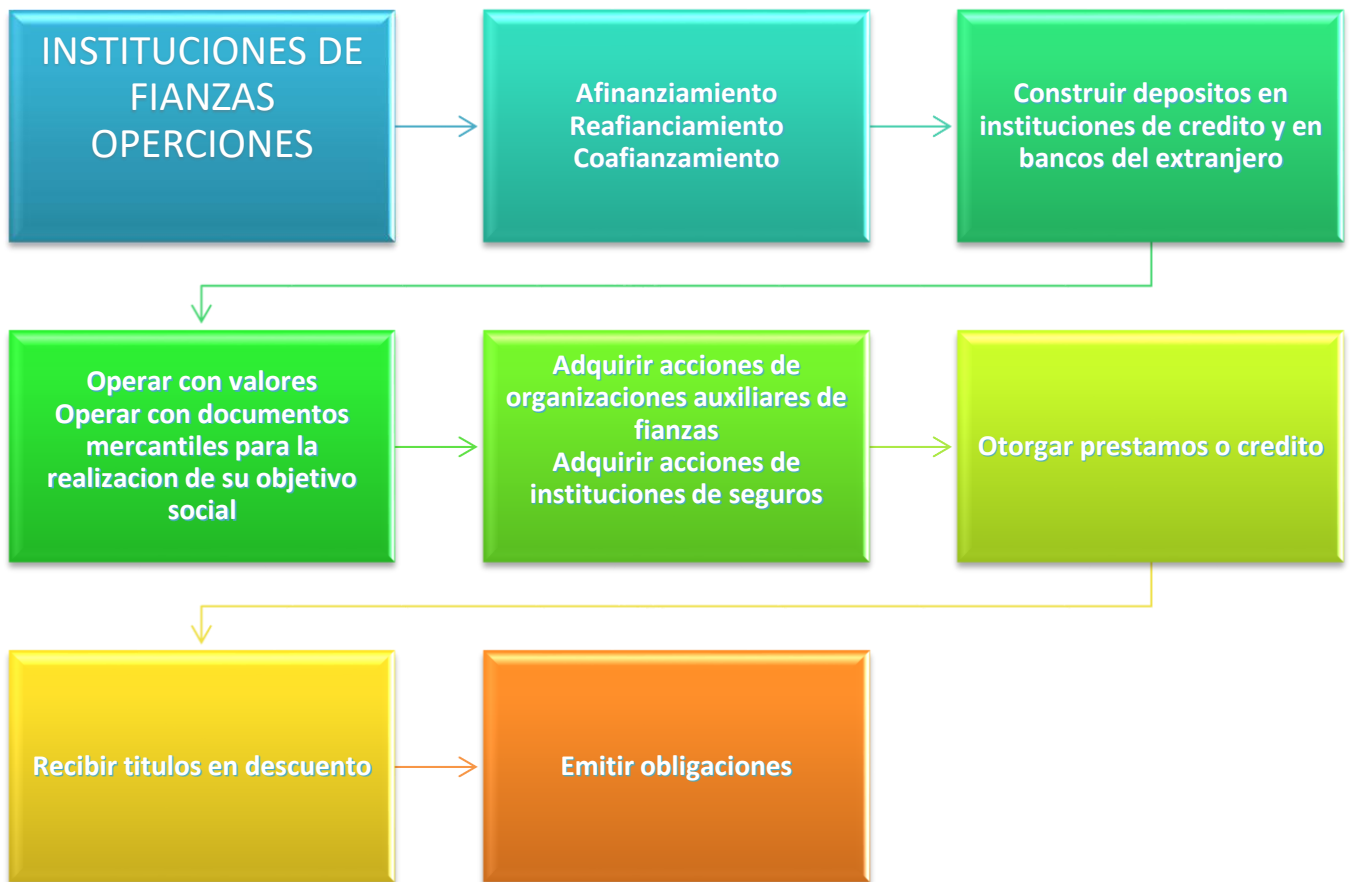 INSTITUCIONES DE
FIANZAS
OPERCIONES
Afinanziamiento
Reafianciamiento
Coafianzamiento
Construir depositos en
instituciones de credito y en
bancos del extranjero
Operar con valores
Operar con documentos
mercantiles para la
realizacion de su objetivo
social
Adquirir acciones de
organizaciones auxiliares de
fianzas
Adquirir acciones de
instituciones de seguros
Otorgar prestamos o credito
Recibir titulos en descuento
Emitir obligaciones